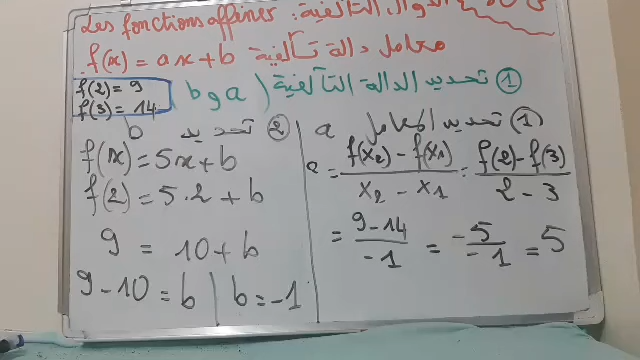 Les fonctions affines : الدوال التآلفية
f(x) = ax + b معامل دالة تآلفية
① تحديد الدالة التآلفية (a و b)
f(2) = 9
f(3) = 14
① تحديد المعامل a
a = f(x₂) - f(x₁) / x₂ - x₁ = f(2) - f(3) / 2 - 3
= 9 - 14 / -1 = -5 / -1 = 5
② تحديد b
f(x) = 5x + b
f(2) = 5.2 + b
9 = 10 + b
9 - 10 = b | b = -1